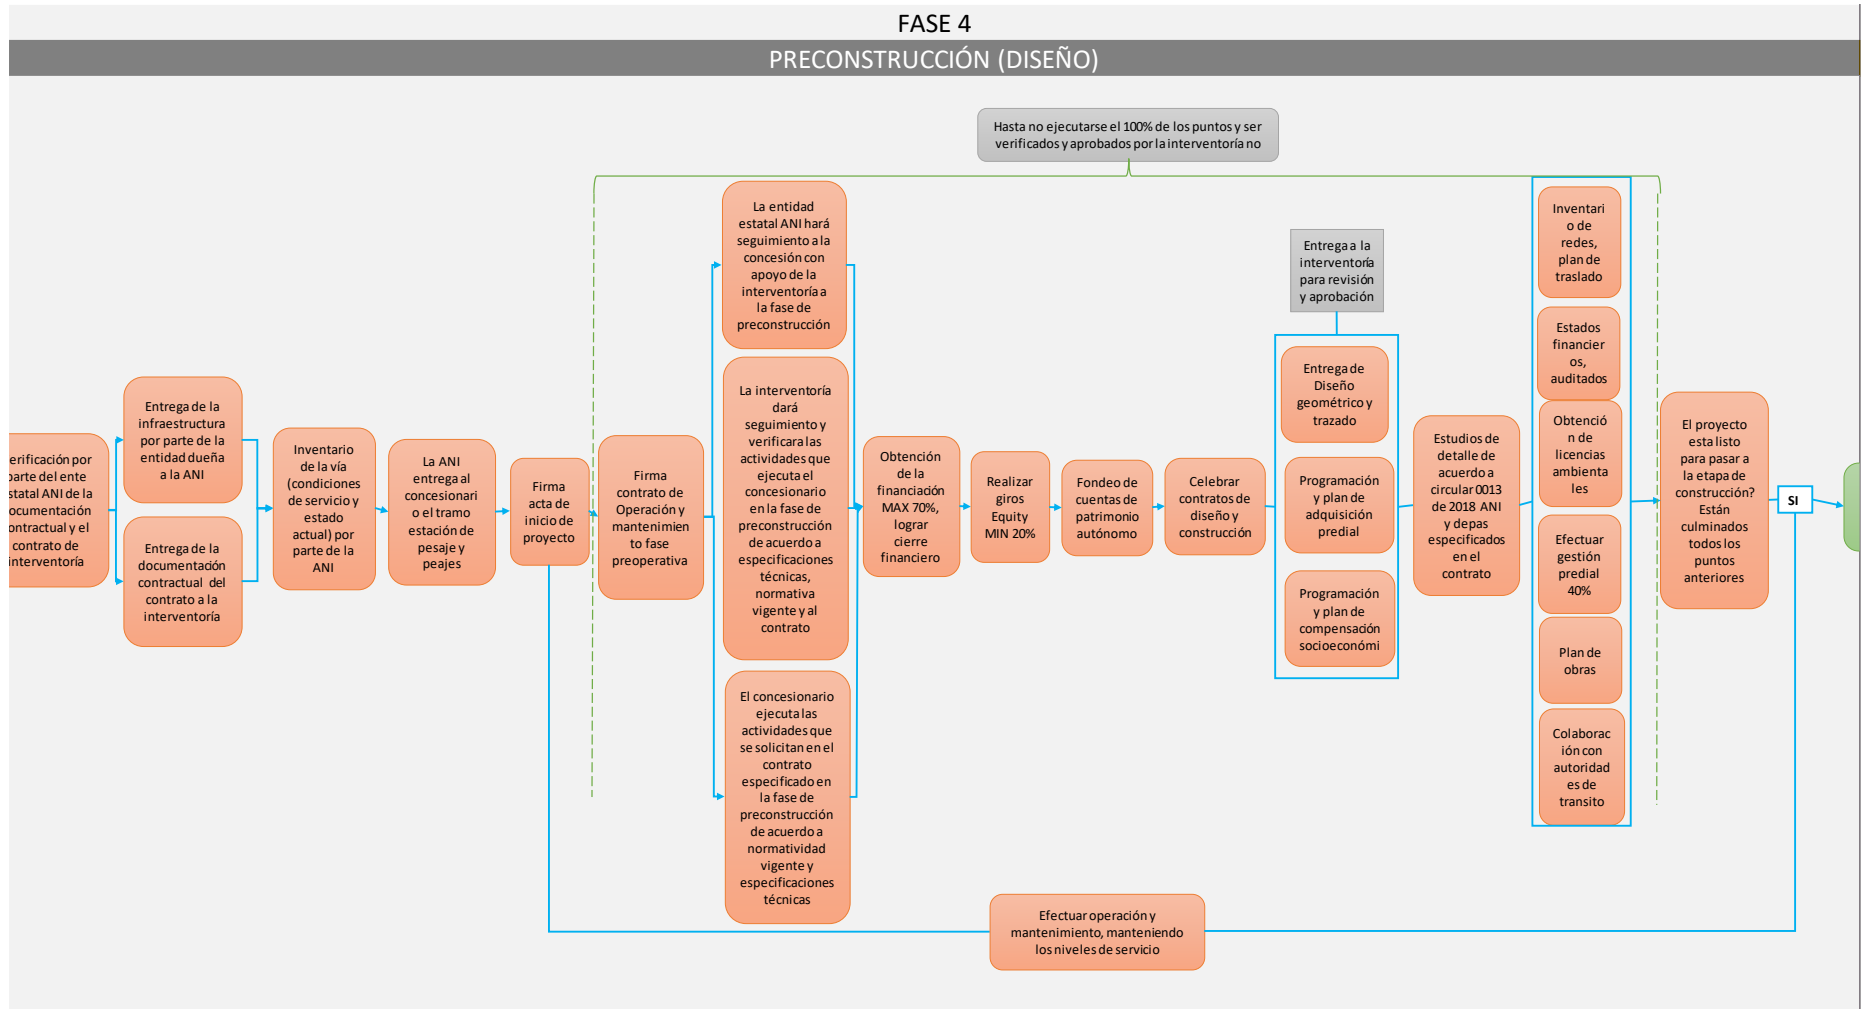 FASE 4
PRECONSTRUCCIÓN (DISEÑO)
Hasta no ejecutarse el 100% de los puntos y ser
verificados y aprobados por la interventoría no
erificación por
parte del ente
statal ANI de la
documentación
ontractual y el
contrato de
interventoría
Entrega de la
infraestructura
por parte de la
entidad dueña
a la ANI
Entrega de la
documentación
contractual del
contrato a la
interventoría
Inventario
de la vía
(condiciones
de servicio y
estado
actual) por
parte de la
ANI
La ANI
entrega al
concesionari
o el tramo
estación de
pesaje y
peajes
Firma
acta de
inicio de
proyecto
Firma
contrato de
Operación y
mantenimien
to fase
preoperativa
La entidad
estatal ANI hará
seguimiento a la
concesión con
apoyo de la
interventoría a
la fase de
preconstrucción
La interventoría
dará
seguimiento y
verificara las
actividades que
ejecuta el
concesionario
en la fase de
preconstrucción
de acuerdo a
especificaciones
técnicas,
normativa
vigente y al
contrato
El concesionario
ejecuta las
actividades que
se solicitan en el
contrato
especificado en
la fase de
preconstrucción
de acuerdo a
normatividad
vigente y
especificaciones
técnicas
Obtención
de la
financiación
MAX 70%,
lograr
cierre
financiero
Realizar
giros
Equity
MIN 20%
Fondeo de
cuentas de
patrimonio
autónomo
Celebrar
contratos de
diseño y
construcción
Entrega a la
interventoría
para revisión
y aprobación
Entrega de
Diseño
geométrico y
trazado
Programación
y plan de
adquisición
predial
Programación
y plan de
compensación
socioeconómi
Estudios de
detalle de
acuerdo a
circular 0013
de 2018 ANI
y depas
especificados
en el
contrato
Inventari
o de
redes,
plan de
traslado
Estados
financier
os,
auditados
Obtenció
n de
licencias
ambienta
les
Efectuar
gestión
predial
40%
Plan de
obras
Colaborac
ión con
autoridad
es de
transito
El proyecto
esta listo
para pasar a
la etapa de
construcción?
Están
culminados
todos los
puntos
anteriores
SI
Efectuar operación y
mantenimiento, manteniendo
los niveles de servicio